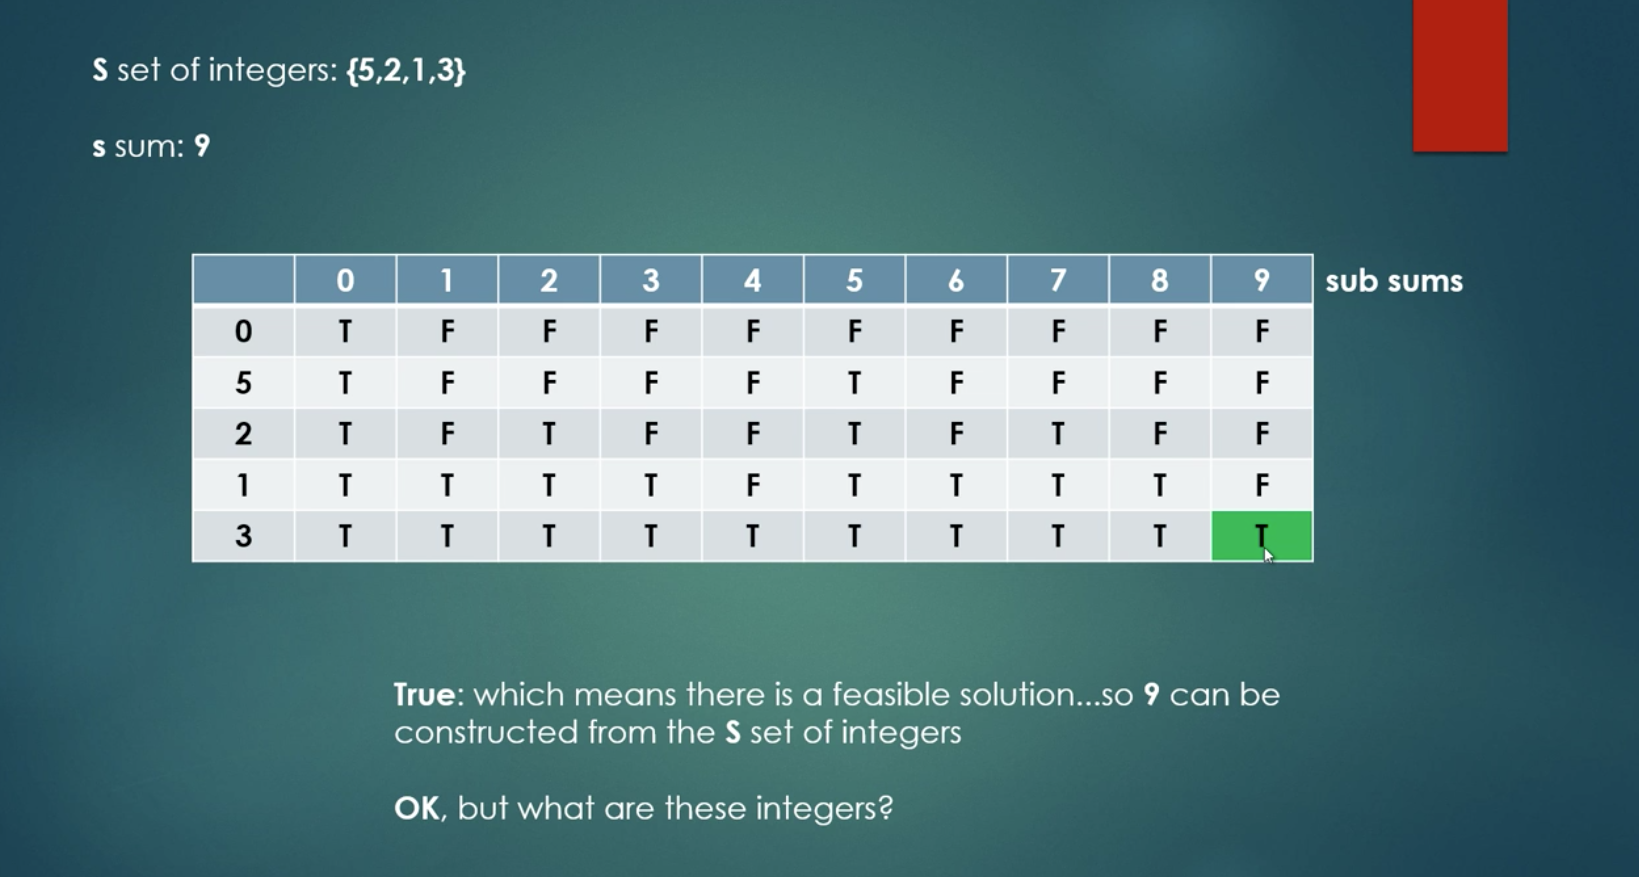 S set of integers: {5,2,1,3}
s sum: 9
0 1 2 3 4 5 6 7 8 9 sub sums
0 T F F F F F F F F F
5 T F F F F T F F F F
2 T F T F F T F T F F
1 T T T T F T T T T F
3 T T T T T T T T T T
True: which means there is a feasible solution...so 9 can be
constructed from the S set of integers
OK, but what are these integers?